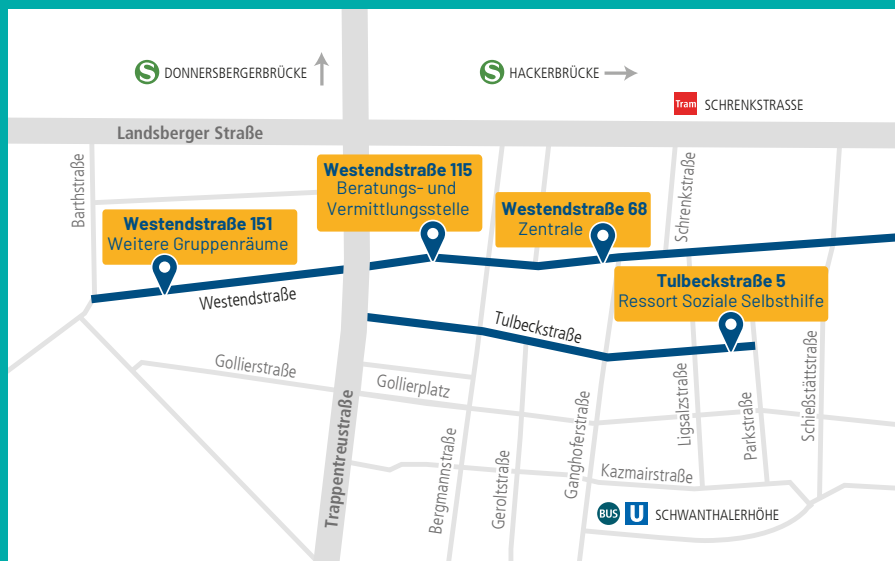 S DONNERSBERGERBRÜCKE
S HACKERBRÜCKE
Tram SCHRENKSTRASSE
Landsberger Straße
Barthstraße
Westendstraße 115
Beratungs- und
Vermittlungsstelle
Schrenkstraße
Westendstraße 68
Zentrale
Westendstraße 151
Weitere Gruppenräume
Tulbeckstraße 5
Ressort Soziale Selbsthilfe
Westendstraße
Tulbeckstraße
Gollierstraße
Gollierplatz
Trappentreustraße
Bergmannstraße
Geroltstraße
Ganghoferstraße
Ligsalzstraße
Parkstraße
Schießstättstraße
Kazmairstraße
BUS U SCHWANTHALERHÖHE